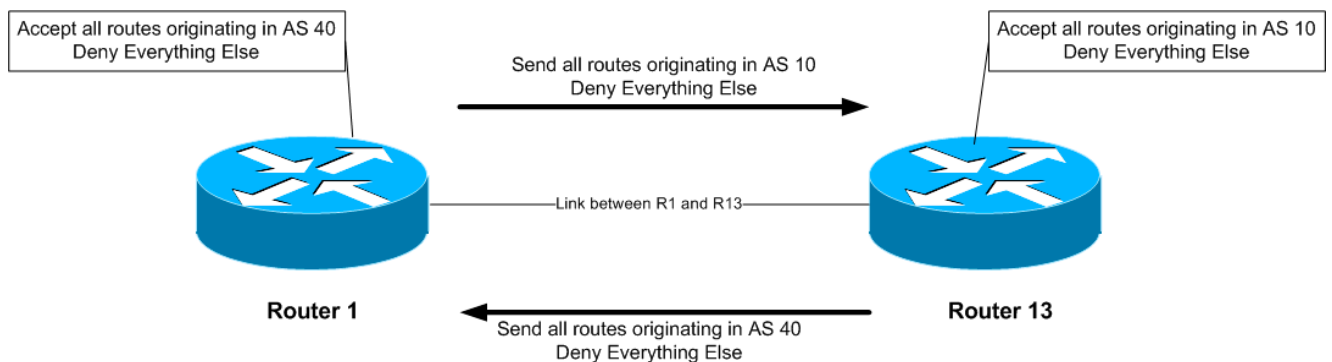 Accept all routes originating in AS 40
Deny Everything Else
Accept all routes originating in AS 10
Deny Everything Else
Send all routes originating in AS 10
Deny Everything Else
Link between R1 and R13
Router 1
Router 13
Send all routes originating in AS 40
Deny Everything Else